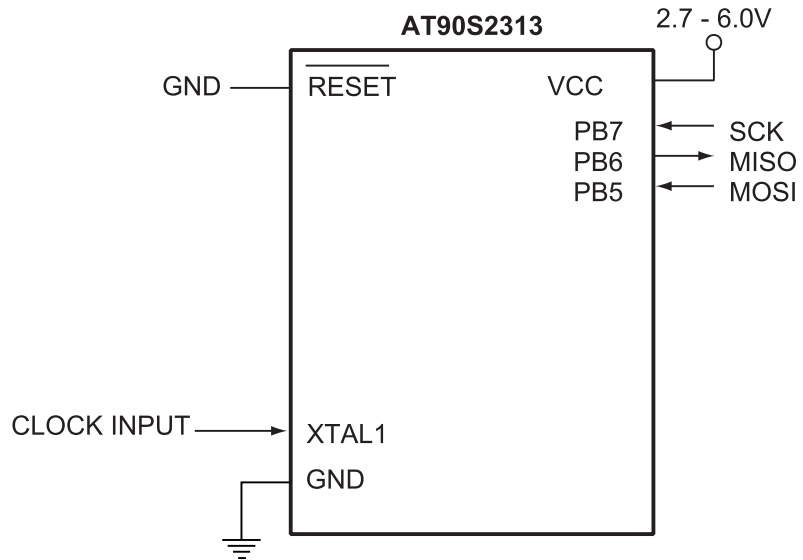 AT90S2313
2.7 - 6.0V
GND
RESET
VCC
PB7
SCK
PB6
MISO
PB5
MOSI
CLOCK INPUT
XTAL1
GND